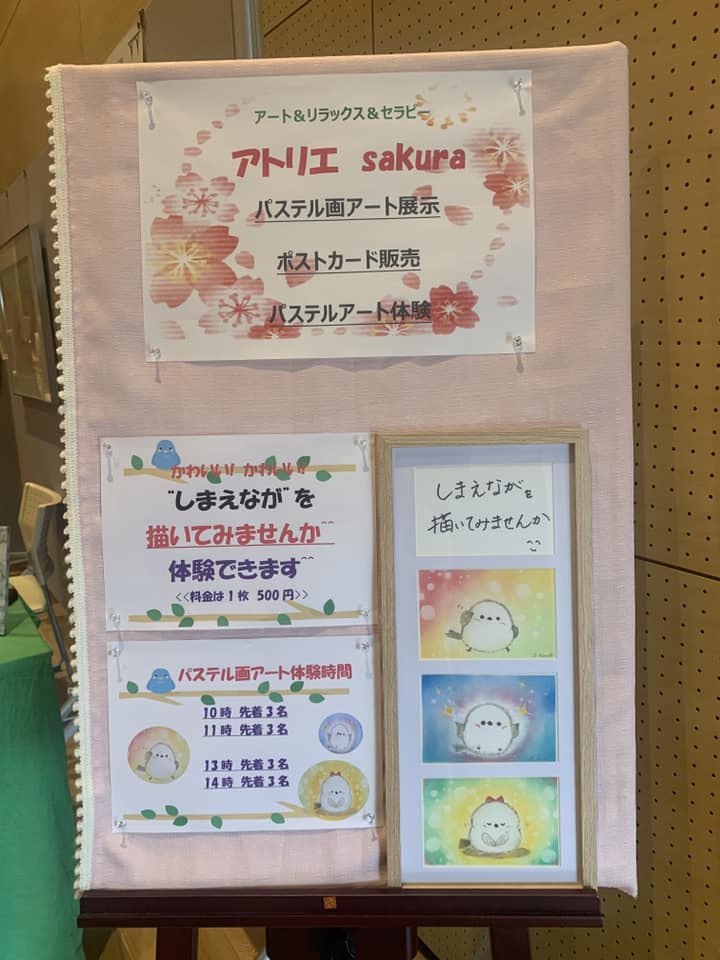 アート＆リラックス＆セラピー
アトリエ sakura
パステル画アート展示
ポストカード販売
パステルアート体験
かわいい! かわいい!!
"しまえなが"を
描いてみませんか^^
体験できます^^
<<料金は1枚 500円>>
パステル画アート体験時間
10時 先着3名
11時 先着3名
13時 先着3名
14時 先着3名
しまえながを
描いてみませんか